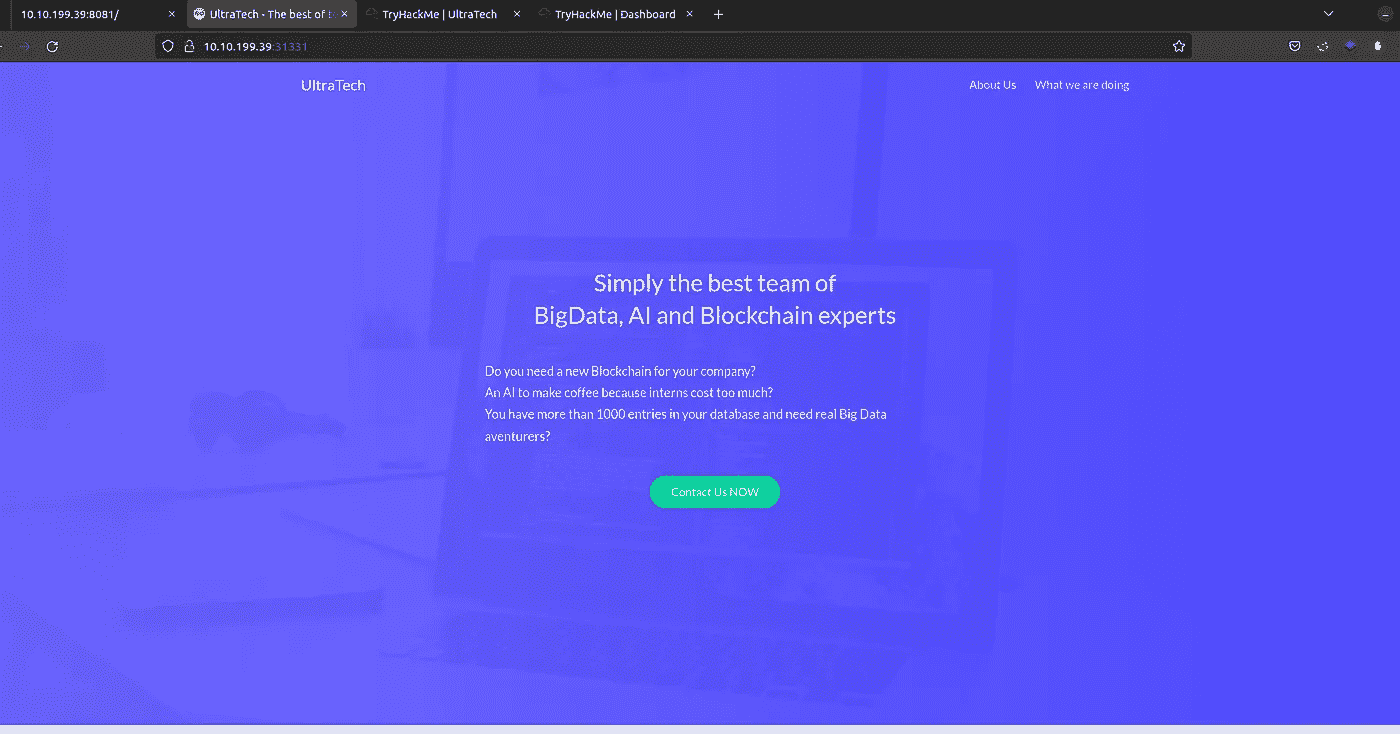 10.10.199.39:8081/
UltraTech - The best of
TryHackMe | UltraTech
TryHackMe | Dashboard
10.10.199.39:31331
UltraTech
About Us
What we are doing
Simply the best team of
BigData, AI and Blockchain experts
Do you need a new Blockchain for your company?
An AI to make coffee because interns cost too much?
You have more than 1000 entries in your database and need real Big Data
aventurers?
Contact Us NOW